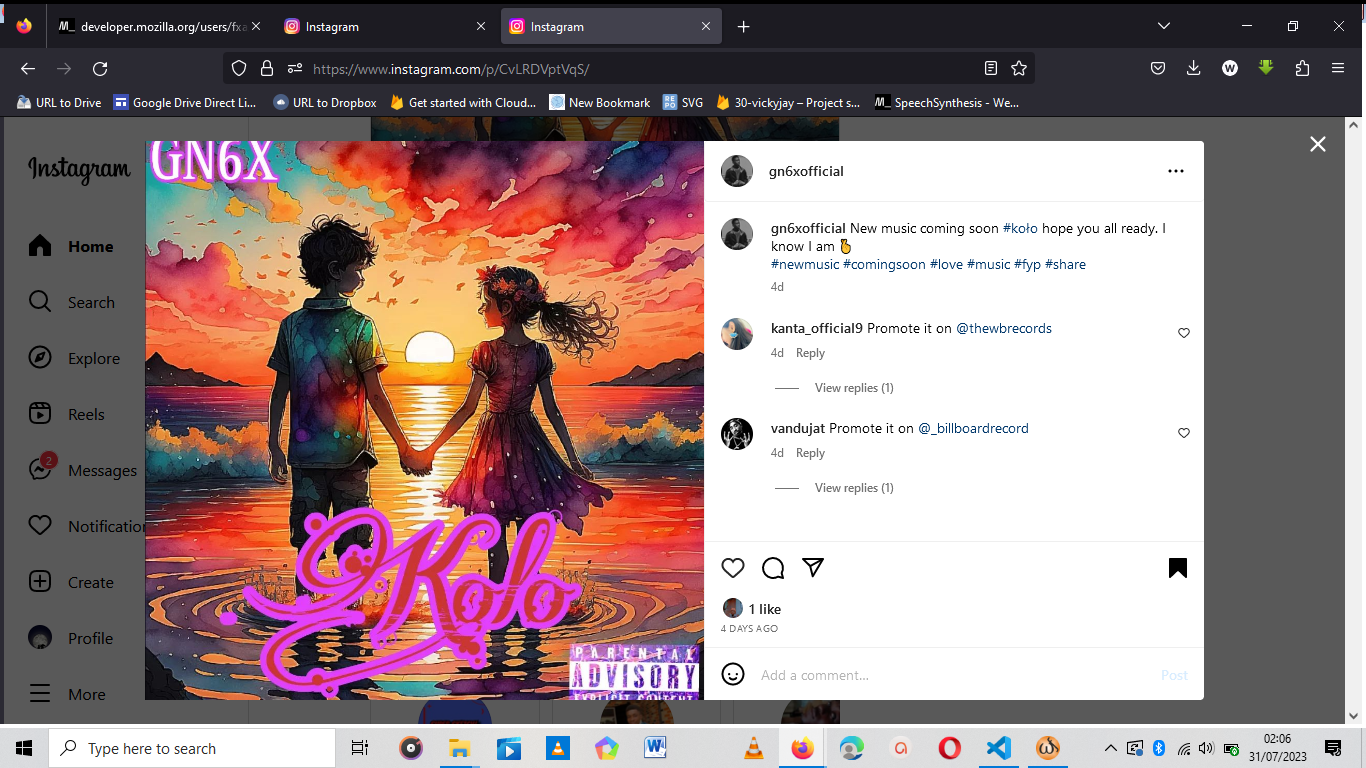 developer.mozilla.org/users/fxa
Instagram
Instagram
https://www.instagram.com/p/CvLRDVptVqS/
URL to Drive
Google Drive Direct Li...
URL to Dropbox
Get started with Cloud...
New Bookmark
SVG
30-vickyjay – Project s...
SpeechSynthesis - We...
Instagram
Home
Search
Explore
Reels
2
Messages
Notification
Create
Profile
More
GN6X
Kolo
PARENTAL
ADVISORY
EXPLICIT CONTENT
gn6xofficial
gn6xofficial New music coming soon #koło hope you all ready. I
know I am
#newmusic #comingsoon #love #music #fyp #share
4d
kanta_official9 Promote it on @thewbrecords
4d Reply
View replies (1)
vandujat Promote it on @_billboardrecord
4d Reply
View replies (1)
1 like
4 DAYS AGO
Add a comment...
Post
Type here to search
02:06
31/07/2023